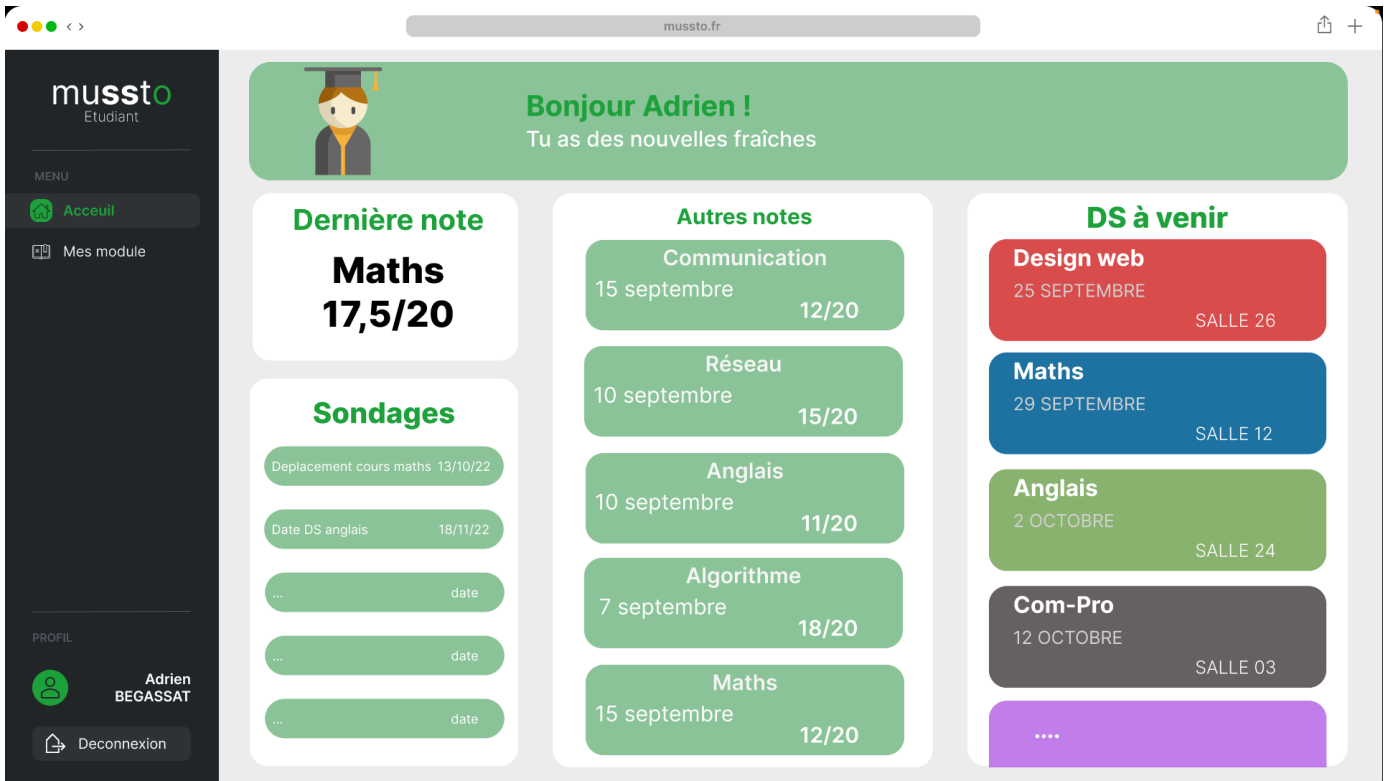 mussto.fr
mussto
Etudiant
MENU
Acceuil
Mes module
PROFIL
Adrien
BEGASSAT
Deconnexion
Bonjour Adrien !
Tu as des nouvelles fraîches
Dernière note
Maths
17,5/20
Sondages
Deplacement cours maths 13/10/22
Date DS anglais 18/11/22
... date
... date
... date
Autres notes
Communication
15 septembre
12/20
Réseau
10 septembre
15/20
Anglais
10 septembre
11/20
Algorithme
7 septembre
18/20
Maths
15 septembre
12/20
DS à venir
Design web
25 SEPTEMBRE
SALLE 26
Maths
29 SEPTEMBRE
SALLE 12
Anglais
2 OCTOBRE
SALLE 24
Com-Pro
12 OCTOBRE
SALLE 03
....